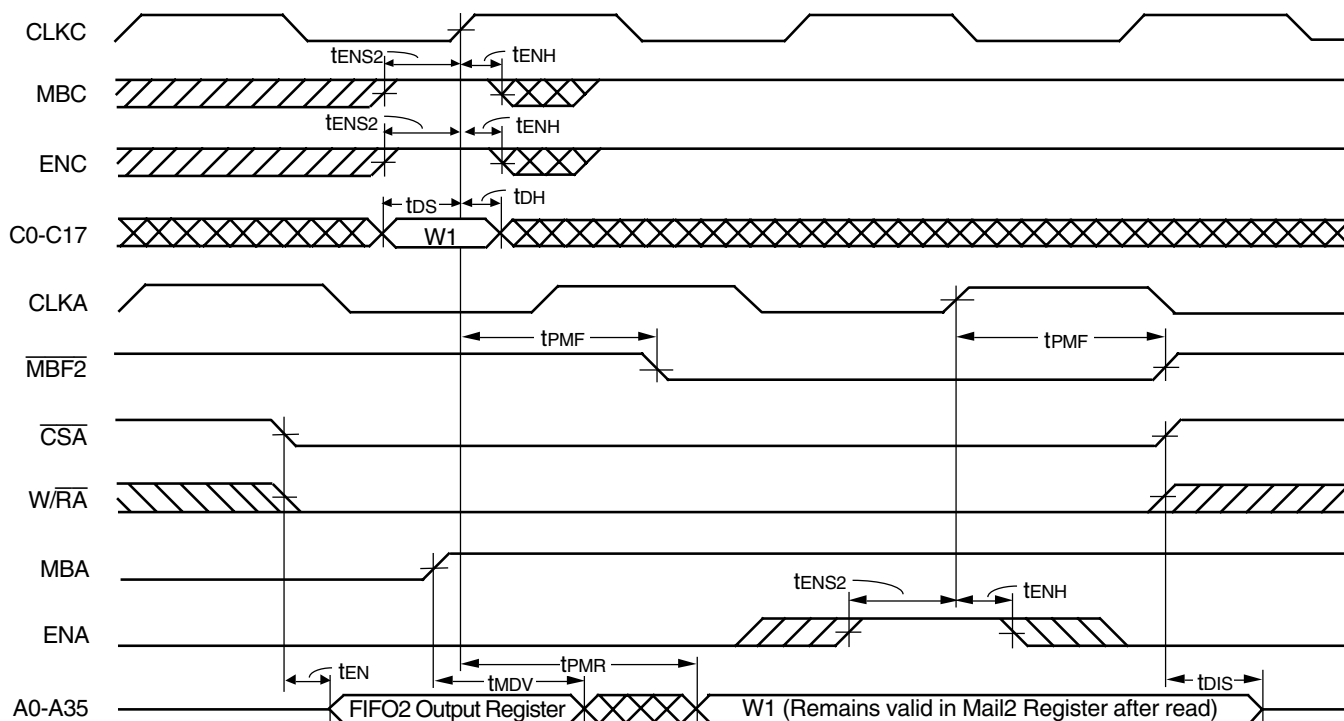 CLKC
tENS2 tENH
MBC
tENS2 tENH
ENC
tDS tDH
C0-C17 W1
CLKA
tPMF tPMF
MBF2
CSA
W/RA
MBA
tENS2 tENH
ENA
tEN tPMR
tMDV tDIS
A0-A35 FIFO2 Output Register W1 (Remains valid in Mail2 Register after read)